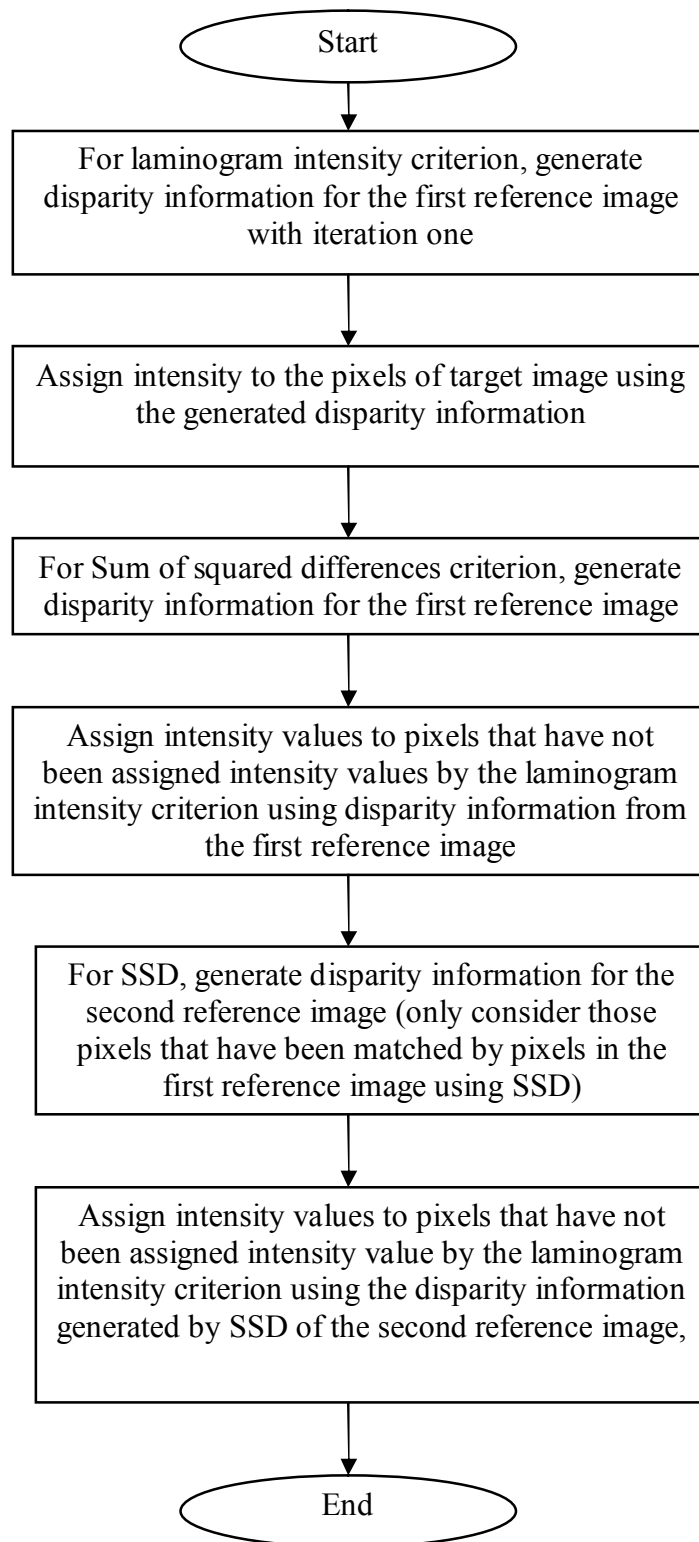 Start
For laminogram intensity criterion, generate
disparity information for the first reference image
with iteration one
Assign intensity to the pixels of target image using
the generated disparity information
For Sum of squared differences criterion, generate
disparity information for the first reference image
Assign intensity values to pixels that have not
been assigned intensity values by the laminogram
intensity criterion using disparity information from
the first reference image
For SSD, generate disparity information for the
second reference image (only consider those
pixels that have been matched by pixels in the
first reference image using SSD)
Assign intensity values to pixels that have not
been assigned intensity value by the laminogram
intensity criterion using the disparity information
generated by SSD of the second reference image,
End